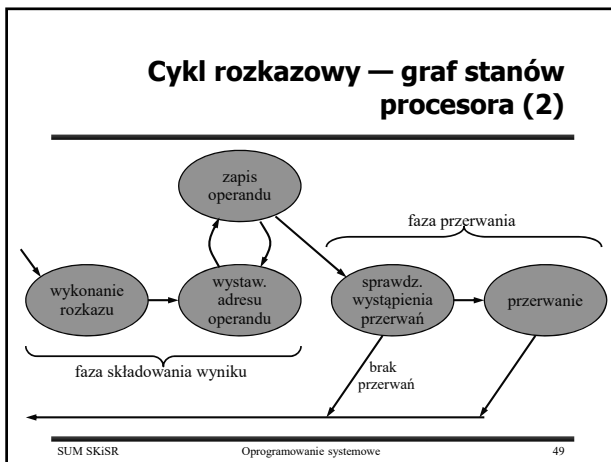 Cykl rozkazowy — graf stanów
procesora (2)
zapis
operandu
faza przerwania
wykonanie
rozkazu
wystaw.
adresu
operandu
sprawdz.
wystąpienia
przerwań
przerwanie
faza składowania wyniku
brak
przerwań
SUM SKiSR Oprogramowanie systemowe 49